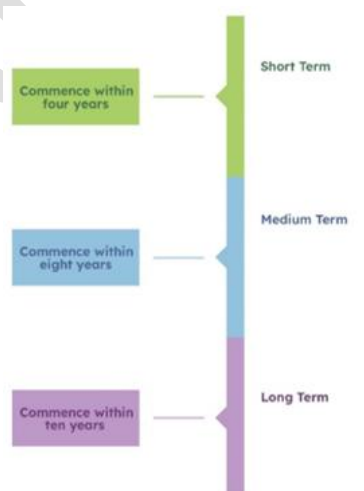 Short Term
Commence within
four years
Medium Term
Commence within
eight years
Long Term
Commence within
ten years